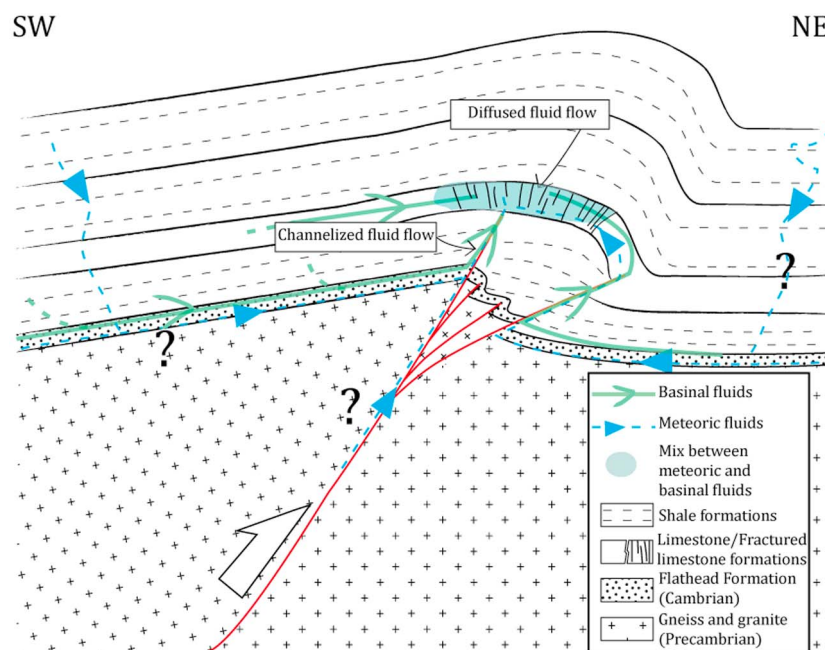 SW
NE
Diffused fluid flow
Channelized fluid flow
?
?
?
Basinal fluids
Meteoric fluids
Mix between
meteoric and
basinal fluids
Shale formations
Limestone/Fractured
limestone formations
Flathead Formation
(Cambrian)
Gneiss and granite
(Precambrian)